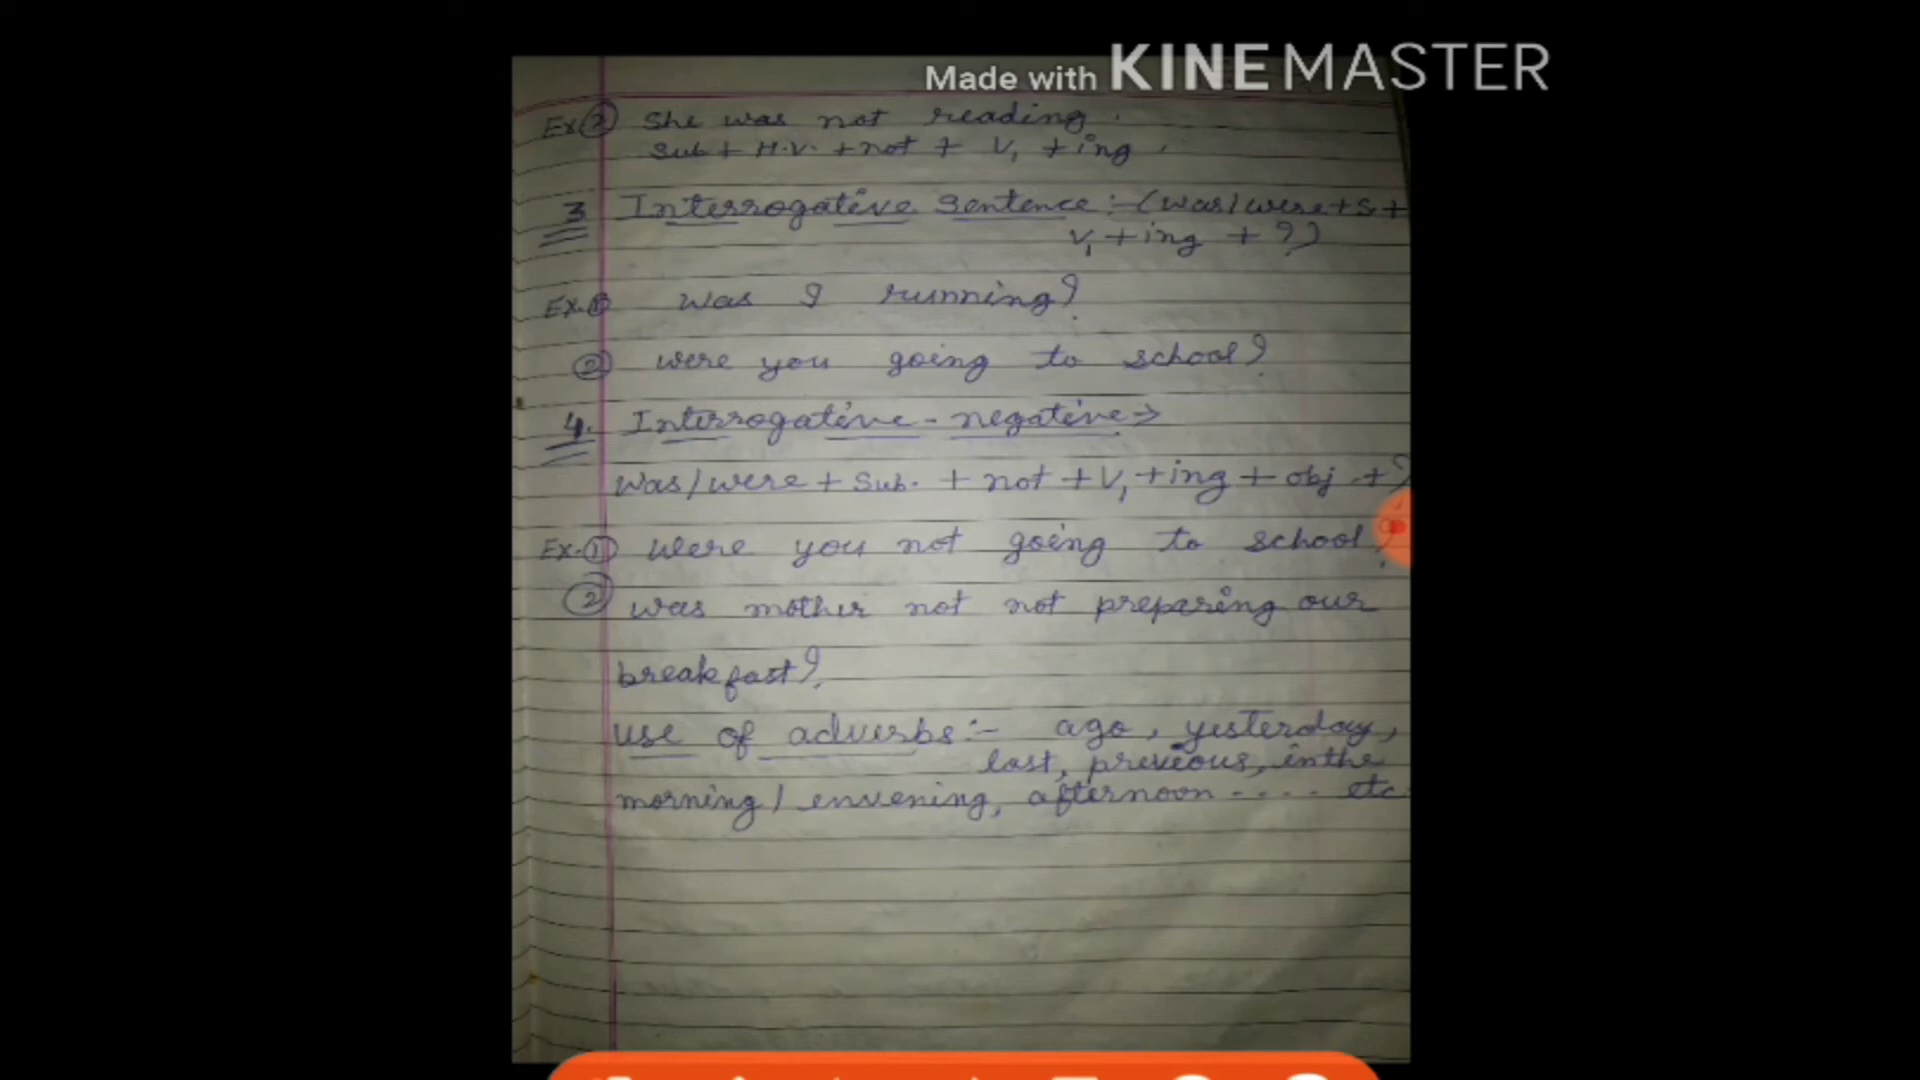 Made with KINEMASTER
Ex② She was not reading.
Sub + H.V. + not + V1 + ing.
3 Interrogative Sentence :- (was/were + S +
V1 + ing + ?)
Ex.① was I running?
② were you going to school?
4. Interrogative - negative →
Was/were + Sub. + not + V1 + ing + obj + ?
Ex-① were you not going to school?
② was mother not not preparing our
breakfast?
use of adverbs :- ago, yesterday,
last, previous, in the
morning / envening, afternoon .... etc.